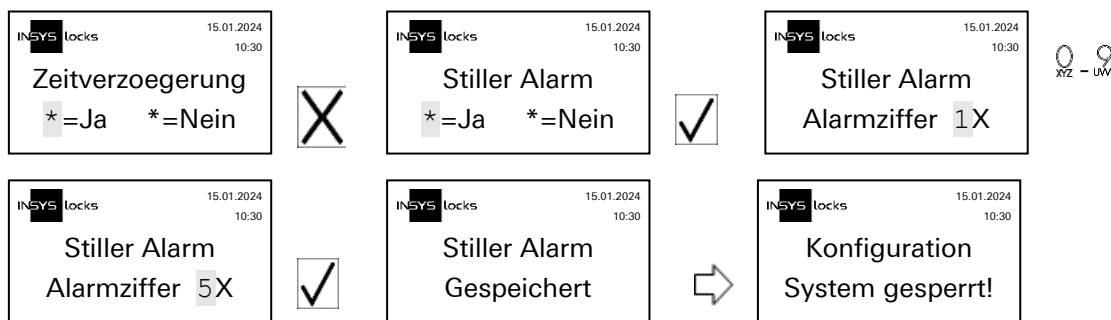 INSYS locks 15.01.2024
10:30
Zeitverzoegerung
*=Ja *=Nein
INSYS locks 15.01.2024
10:30
Stiller Alarm
*=Ja *=Nein
INSYS locks 15.01.2024
10:30
Stiller Alarm
Alarmziffer 1X
0 - 9
XYZ UVW
INSYS locks 15.01.2024
10:30
Stiller Alarm
Alarmziffer 5X
INSYS locks 15.01.2024
10:30
Stiller Alarm
Gespeichert
INSYS locks 15.01.2024
10:30
Konfiguration
System gesperrt!